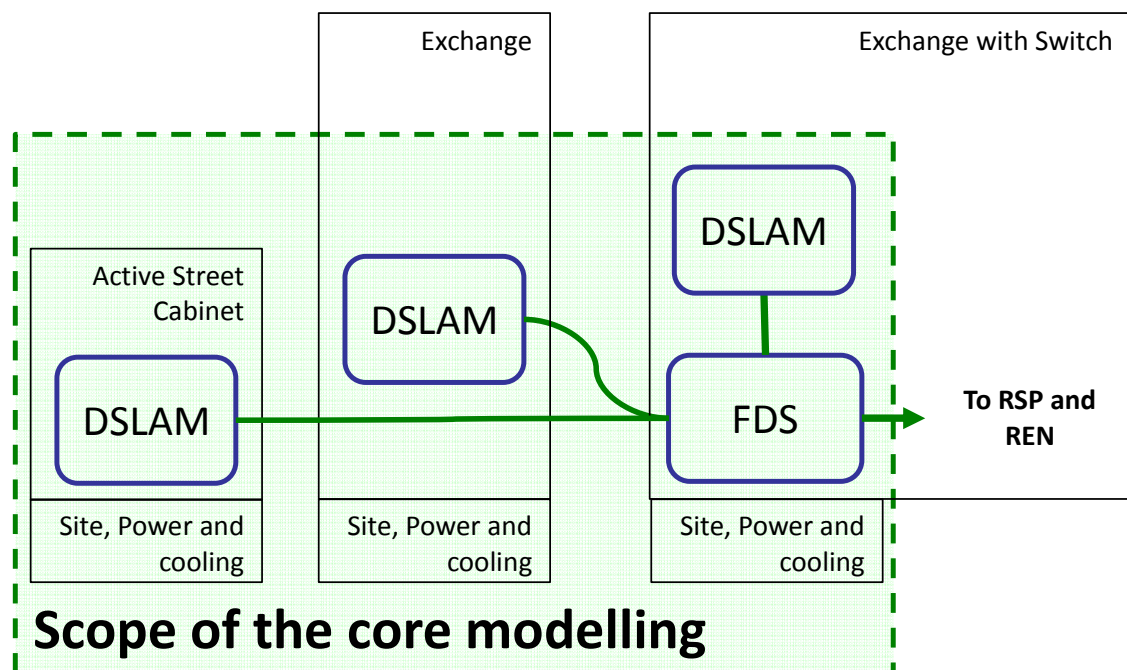 Exchange
Exchange with Switch
DSLAM
Active Street
Cabinet
DSLAM
DSLAM
FDS
To RSP and
REN
Site, Power and
cooling
Site, Power and
cooling
Site, Power and
cooling
Scope of the core modelling